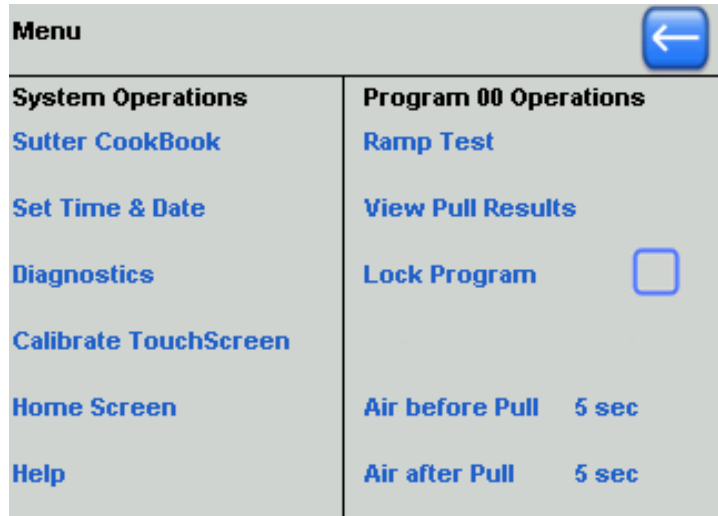 Menu
System Operations
Sutter CookBook
Set Time & Date
Diagnostics
Calibrate TouchScreen
Home Screen
Help
Program 00 Operations
Ramp Test
View Pull Results
Lock Program
Air before Pull 5 sec
Air after Pull 5 sec